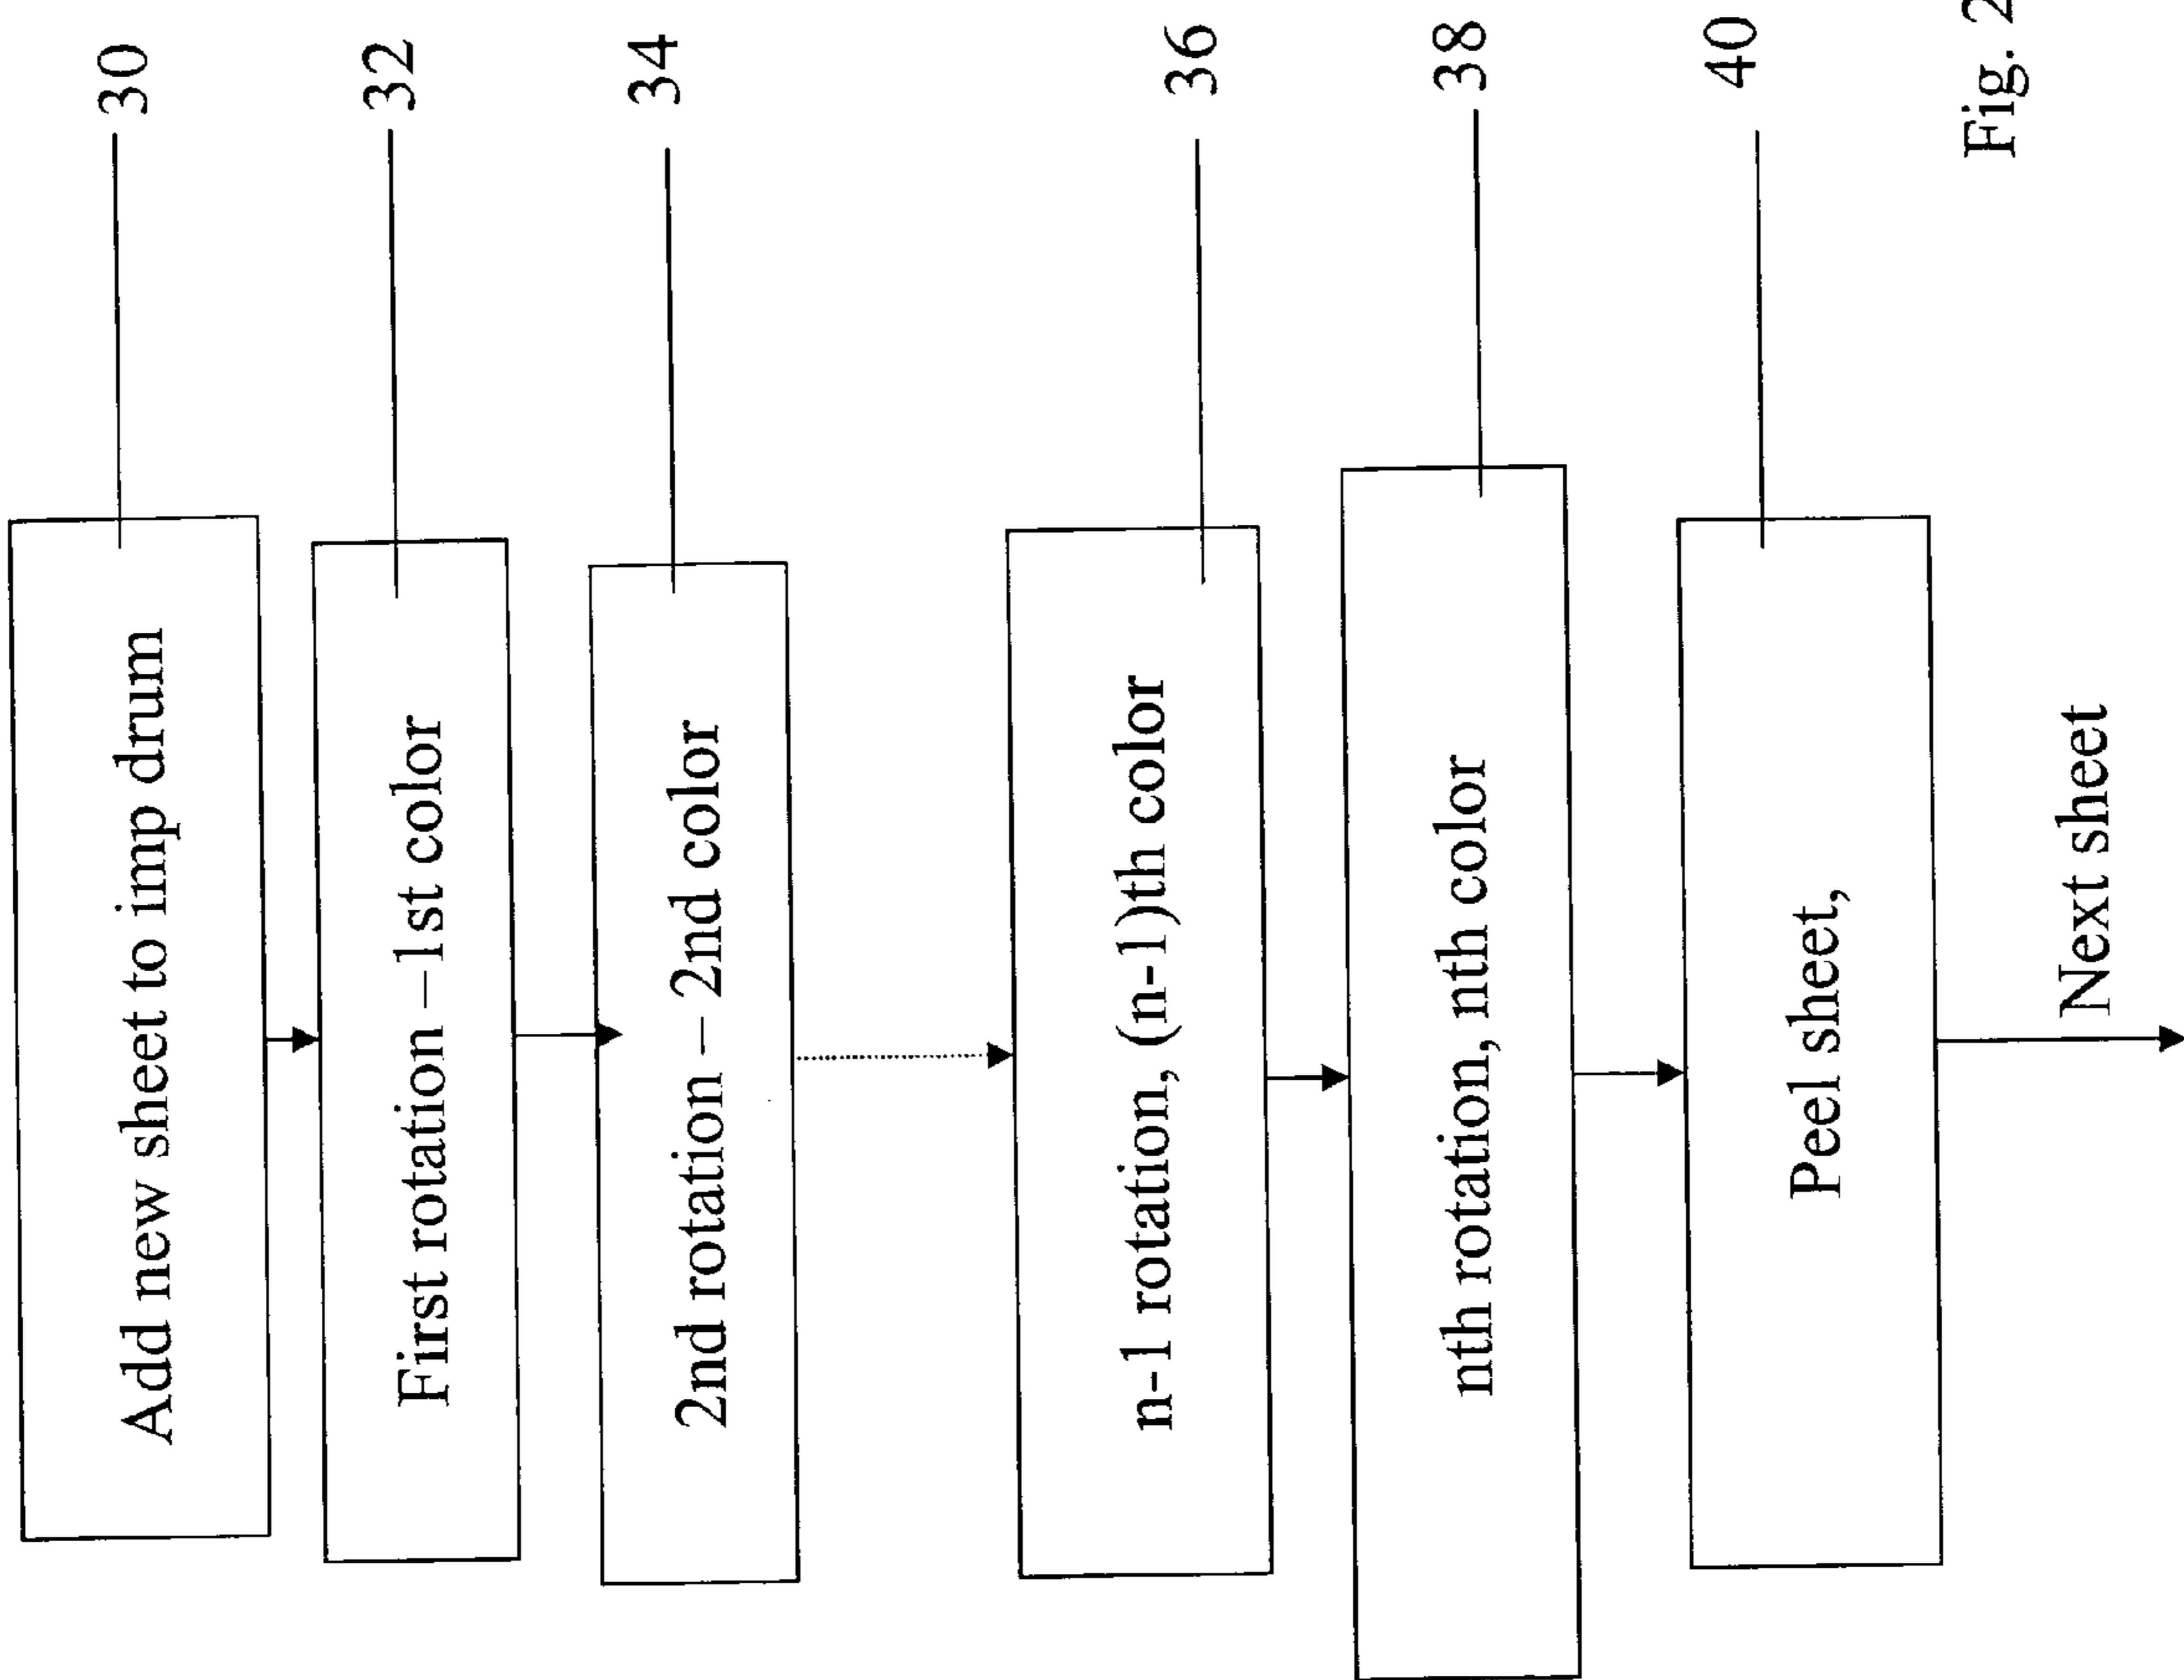 Add new sheet to imp drum
30
First rotation –1st color
32
2nd rotation – 2nd color
34
n-1 rotation, (n-1)th color
36
nth rotation, nth color
38
Peel sheet,
40
Next sheet
Fig. 2